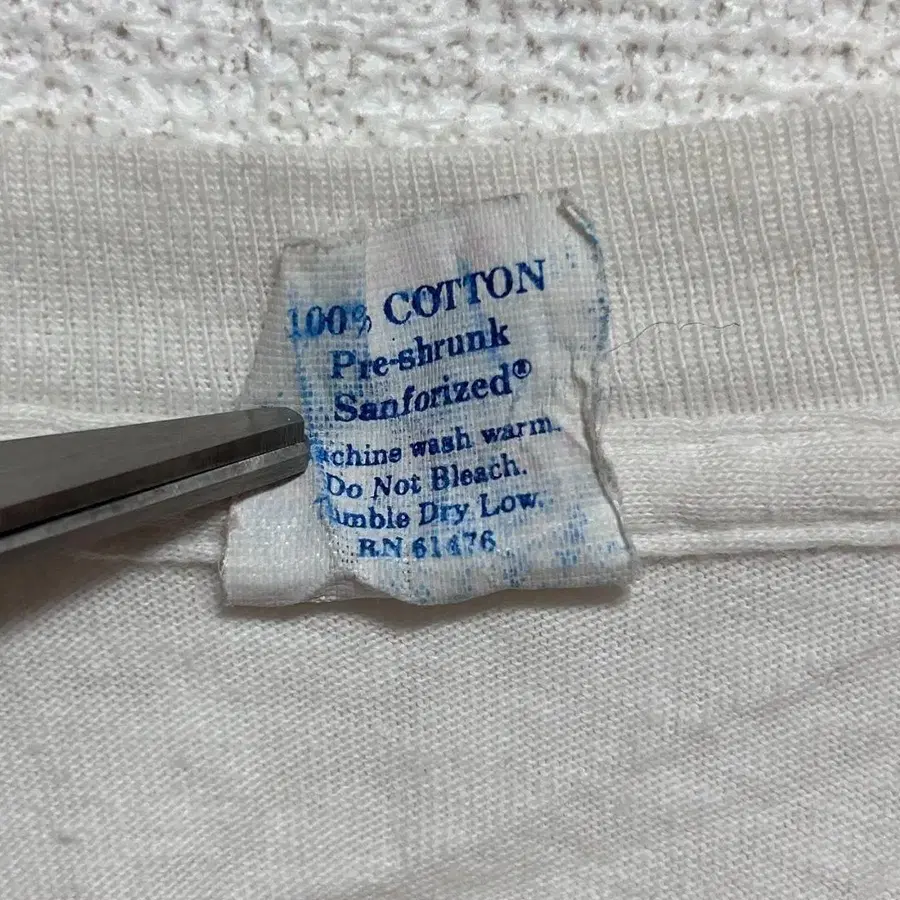 100% COTTON
Pre-shrunk
Sanforized®
achine wash warm.
Do Not Bleach.
umble Dry Low.
RN 61476